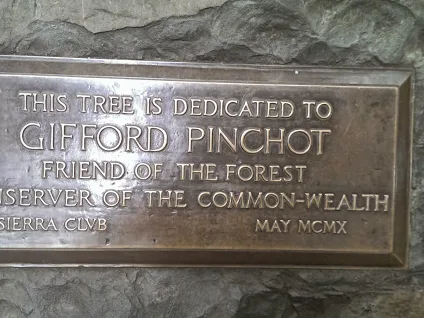 THIS TREE IS DEDICATED TO
GIFFORD PINCHOT
FRIEND OF THE FOREST
NSERVER OF THE COMMON-WEALTH
SIERRA CLVB MAY MCMX